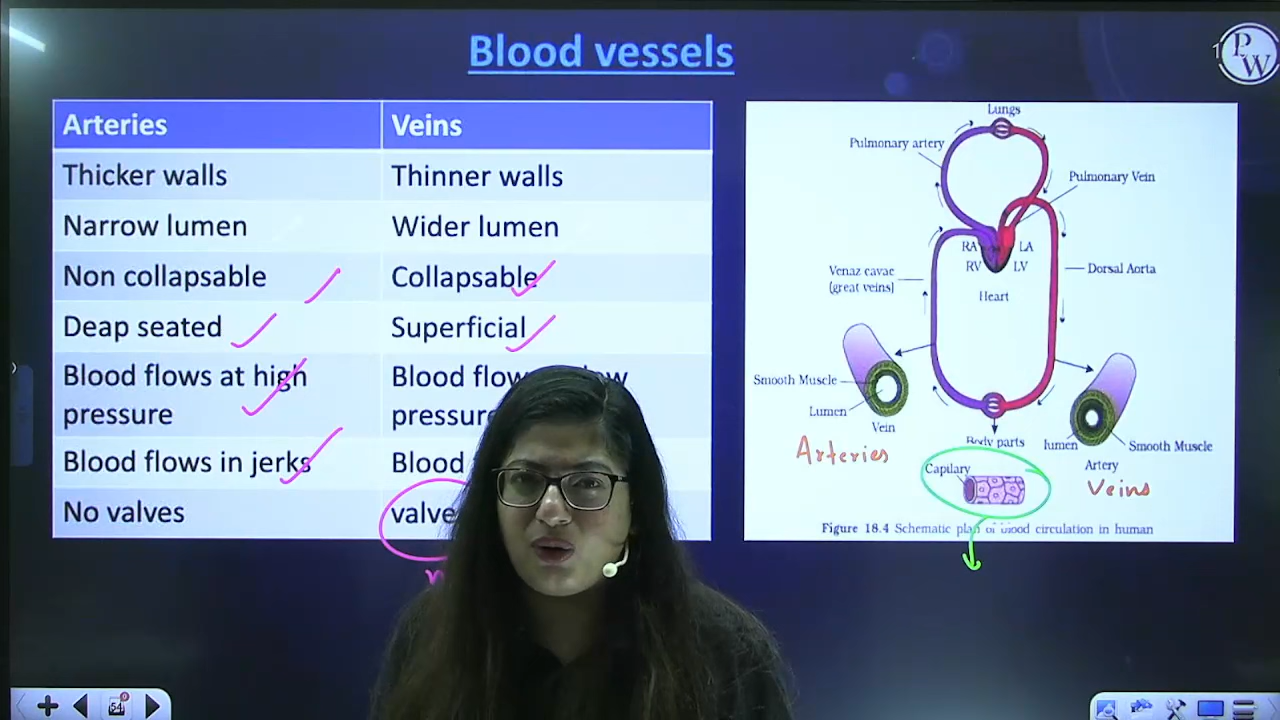 Blood vessels
PW
Arteries
Veins
Thicker walls
Thinner walls
Narrow lumen
Wider lumen
Non collapsable
Collapsable
Deap seated
Superficial
Blood flows at high
pressure
Blood
pressure
Blood flows in jerks
Blood
No valves
Lungs
Pulmonary artery
Pulmonary Vein
RA
LA
RV
LV
Venaz cavae
(great veins)
Dorsal Aorta
Heart
Smooth Muscle
Lumen
Vein
Body parts
lumen
Smooth Muscle
Artery
Arteries
Capilary
Veins
Figure 18.4 Schematic plan of blood circulation in human
54